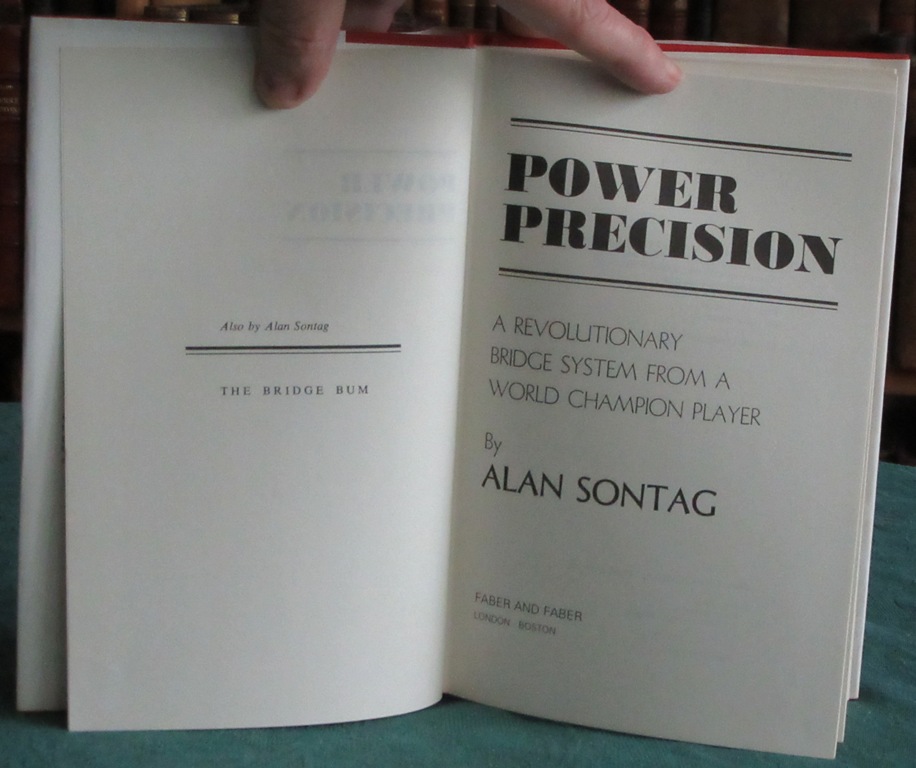 Also by Alan Sontag
THE BRIDGE BUM
POWER
PRECISION
A REVOLUTIONARY
BRIDGE SYSTEM FROM A
WORLD CHAMPION PLAYER
By
ALAN SONTAG
FABER AND FABER
LONDON BOSTON